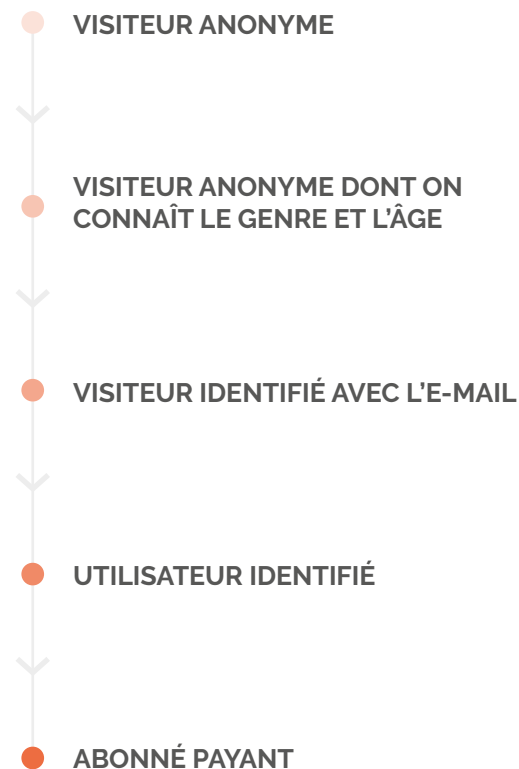 VISITEUR ANONYME
VISITEUR ANONYME DONT ON
CONNAÎT LE GENRE ET L’ÂGE
VISITEUR IDENTIFIÉ AVEC L’E-MAIL
UTILISATEUR IDENTIFIÉ
ABONNÉ PAYANT